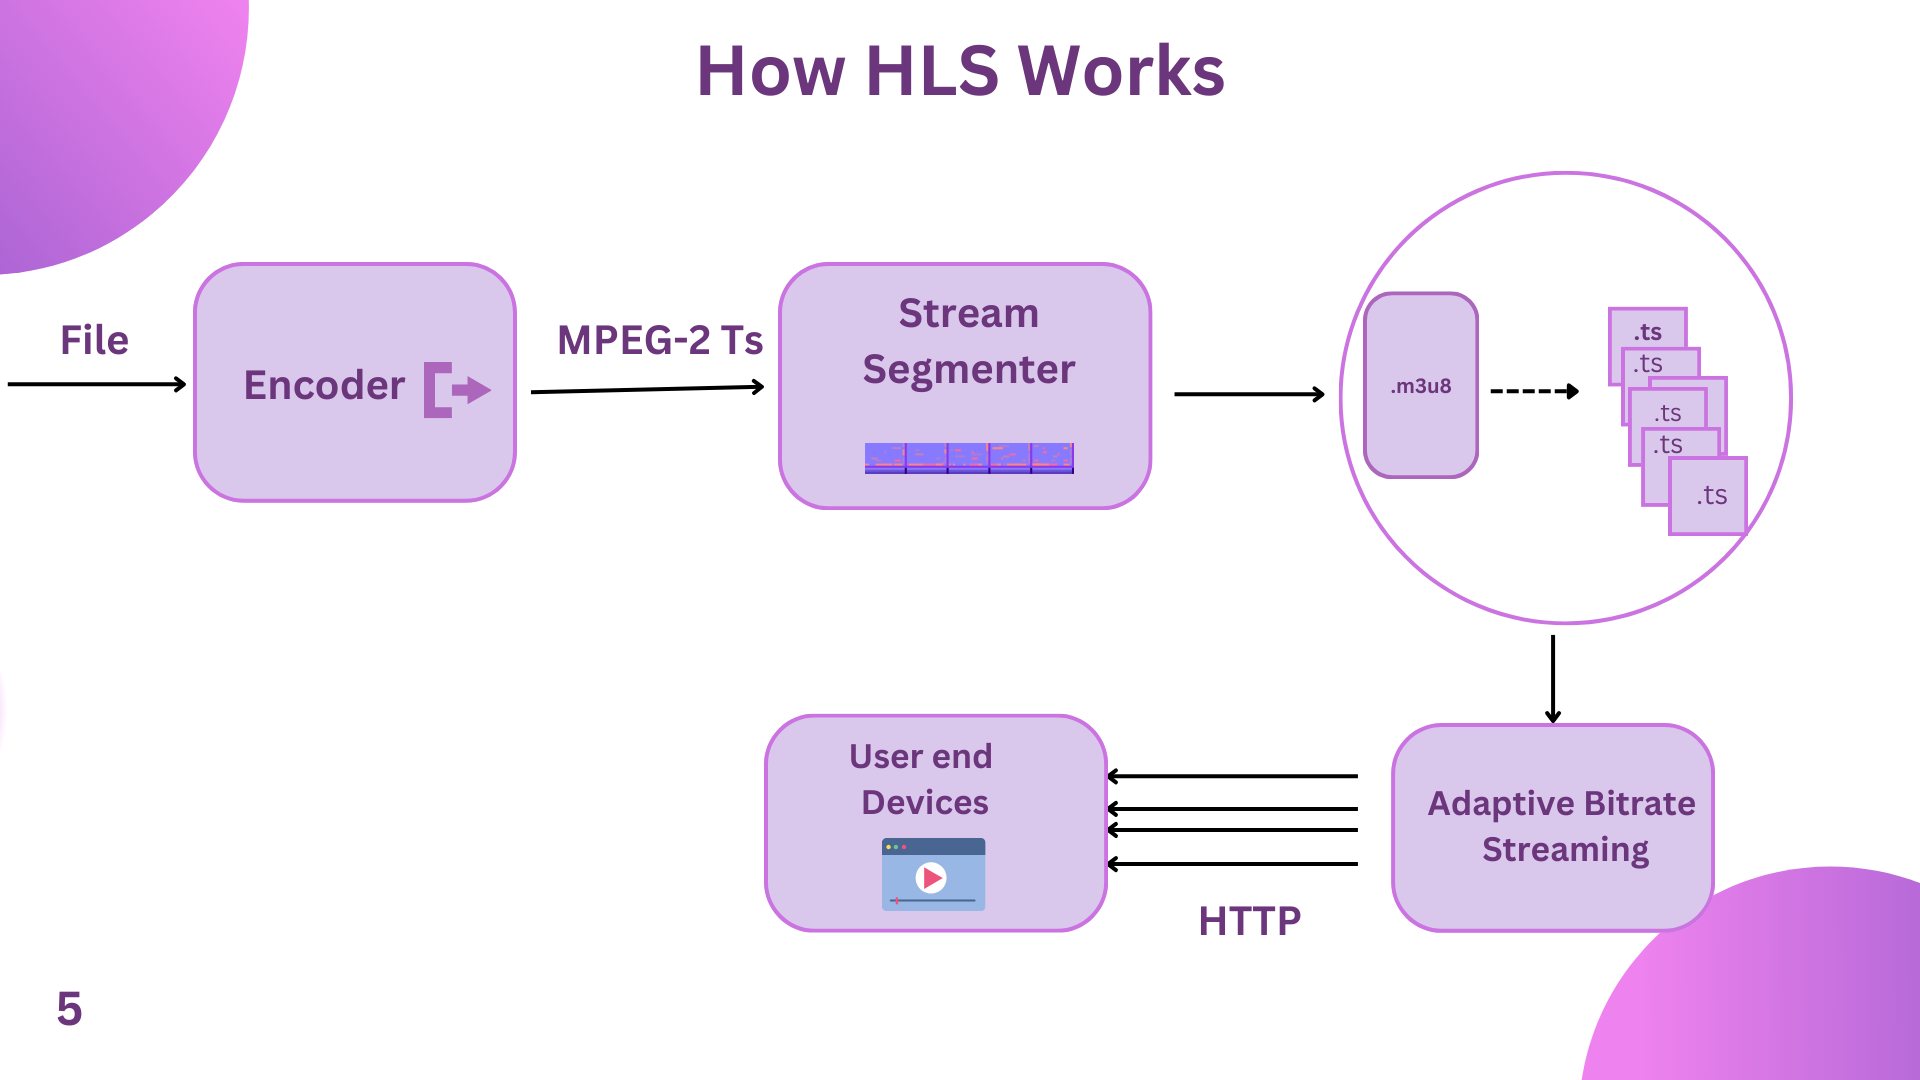 How HLS Works
File
Encoder
MPEG-2 Ts
Stream
Segmenter
.m3u8
.ts
.ts
.ts
.ts
.ts
User end
Devices
HTTP
Adaptive Bitrate
Streaming
5